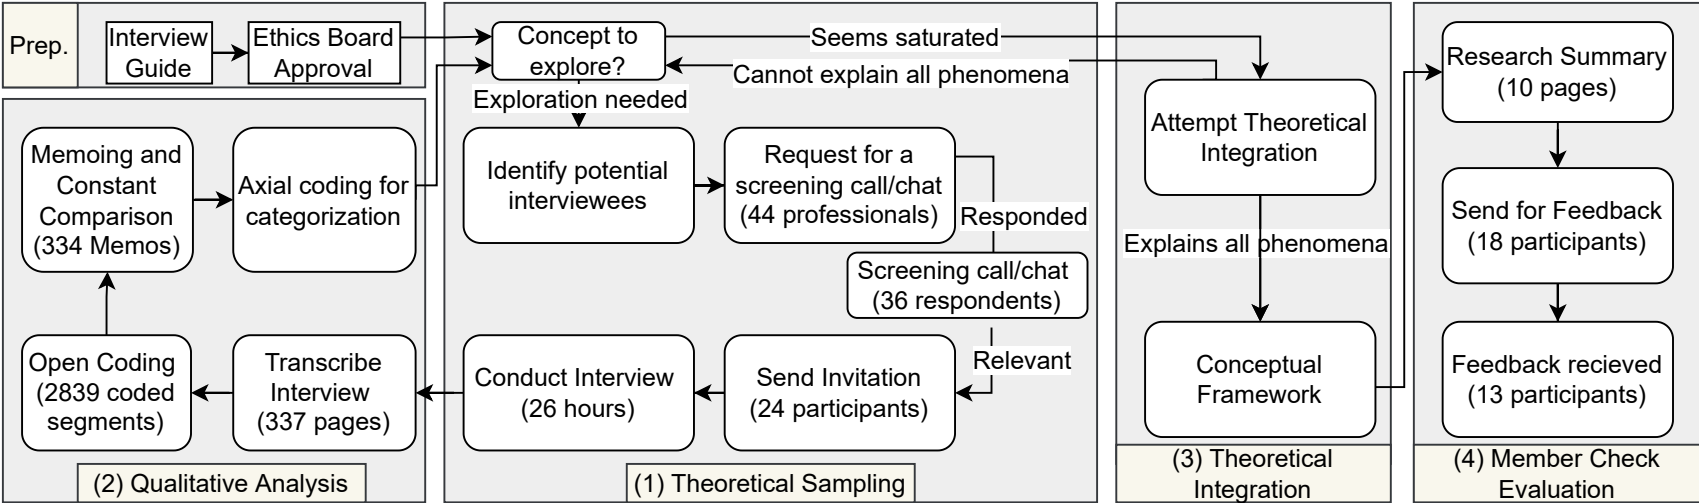 Prep.
Interview
Guide
Ethics Board
Approval
Concept to
explore?
Seems saturated
Cannot explain all phenomena
Exploration needed
Identify potential
interviewees
Request for a
screening call/chat
(44 professionals)
Responded
Screening call/chat
(36 respondents)
Relevant
Send Invitation
(24 participants)
Conduct Interview
(26 hours)
(1) Theoretical Sampling
Transcribe
Interview
(337 pages)
Open Coding
(2839 coded
segments)
Memoing and
Constant
Comparison
(334 Memos)
Axial coding for
categorization
(2) Qualitative Analysis
Attempt Theoretical
Integration
Explains all phenomena
Conceptual
Framework
(3) Theoretical
Integration
Research Summary
(10 pages)
Send for Feedback
(18 participants)
Feedback recieved
(13 participants)
(4) Member Check
Evaluation